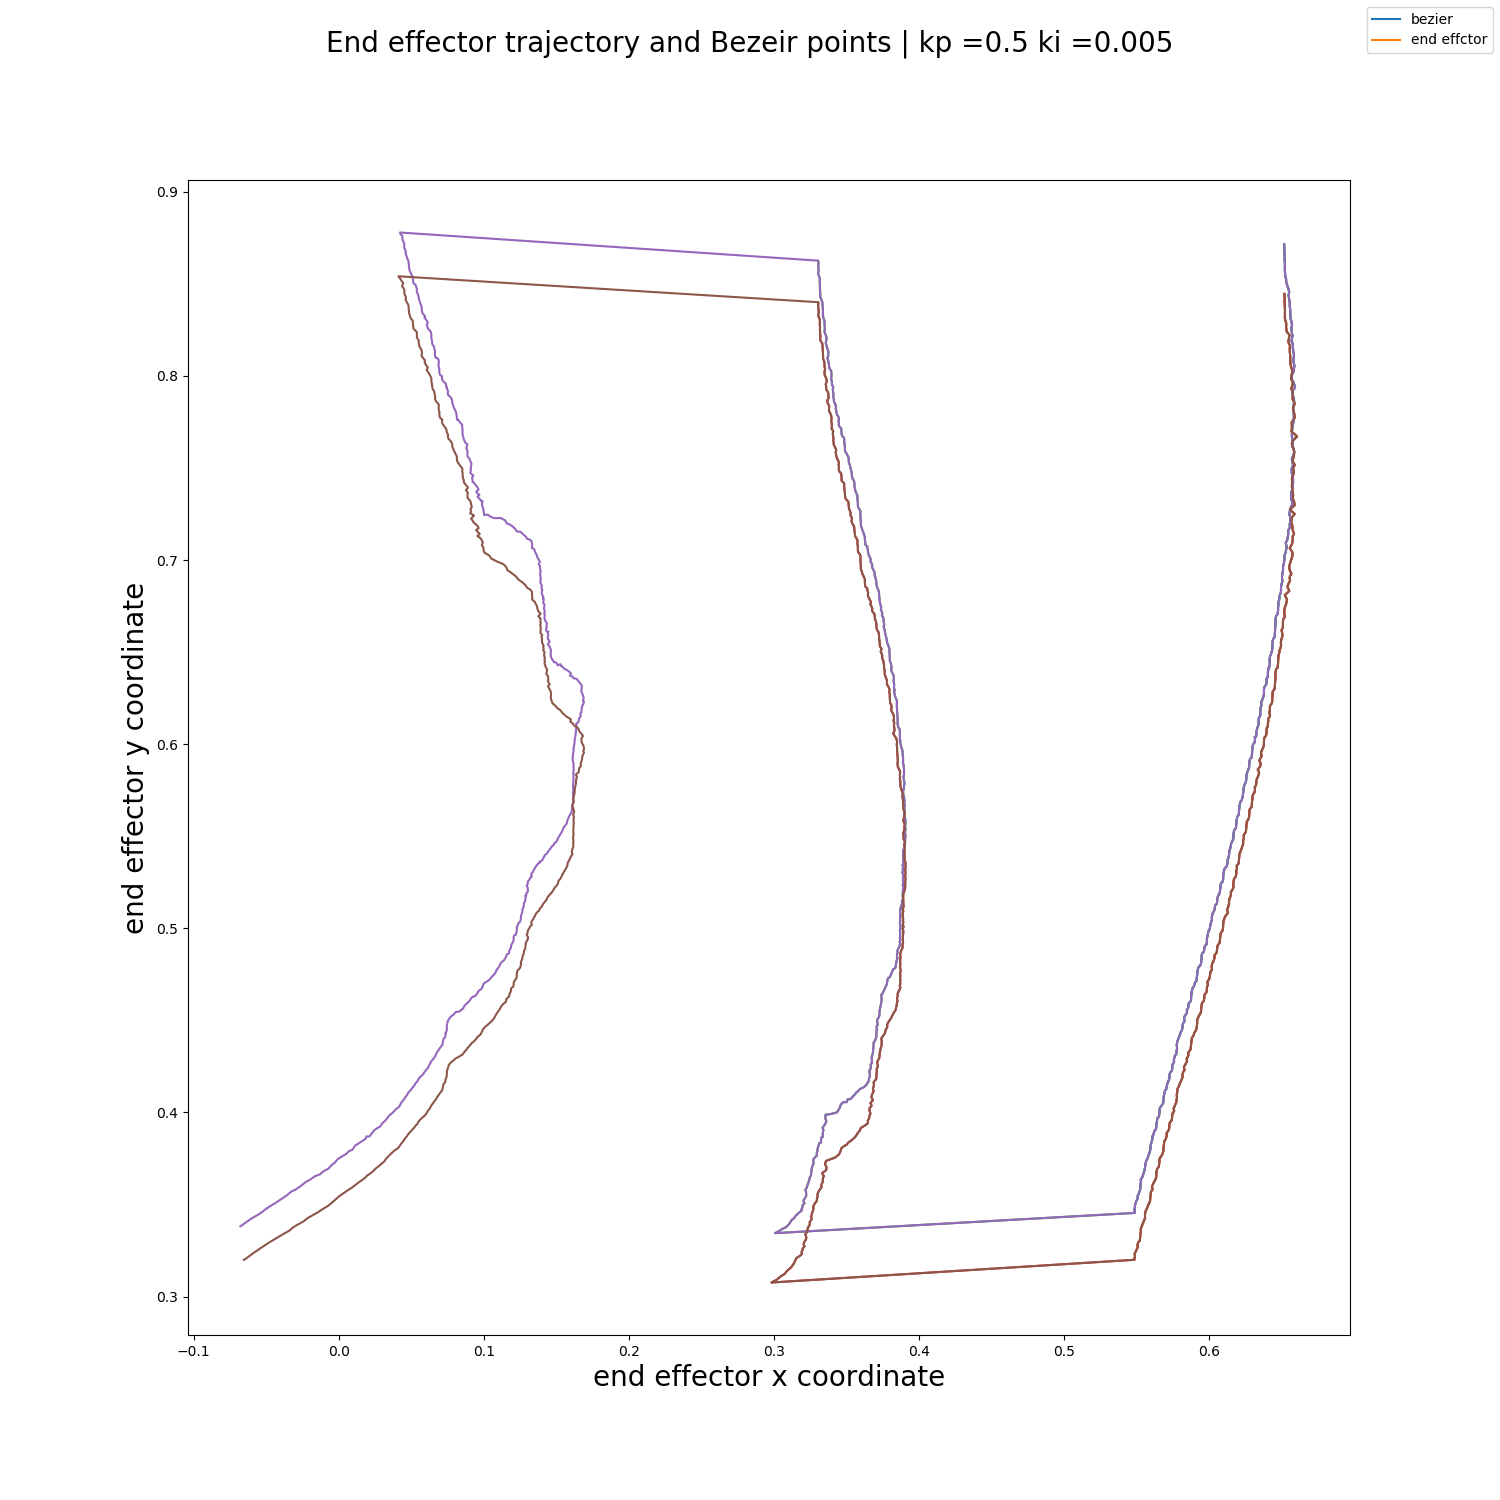 bezier
end effctor
End effector trajectory and Bezeir points | kp =0.5 ki =0.005
end effector y coordinate
0.9
0.8
0.7
0.6
0.5
0.4
0.3
−0.1 0.0 0.1 0.2 0.3 0.4 0.5 0.6
end effector x coordinate